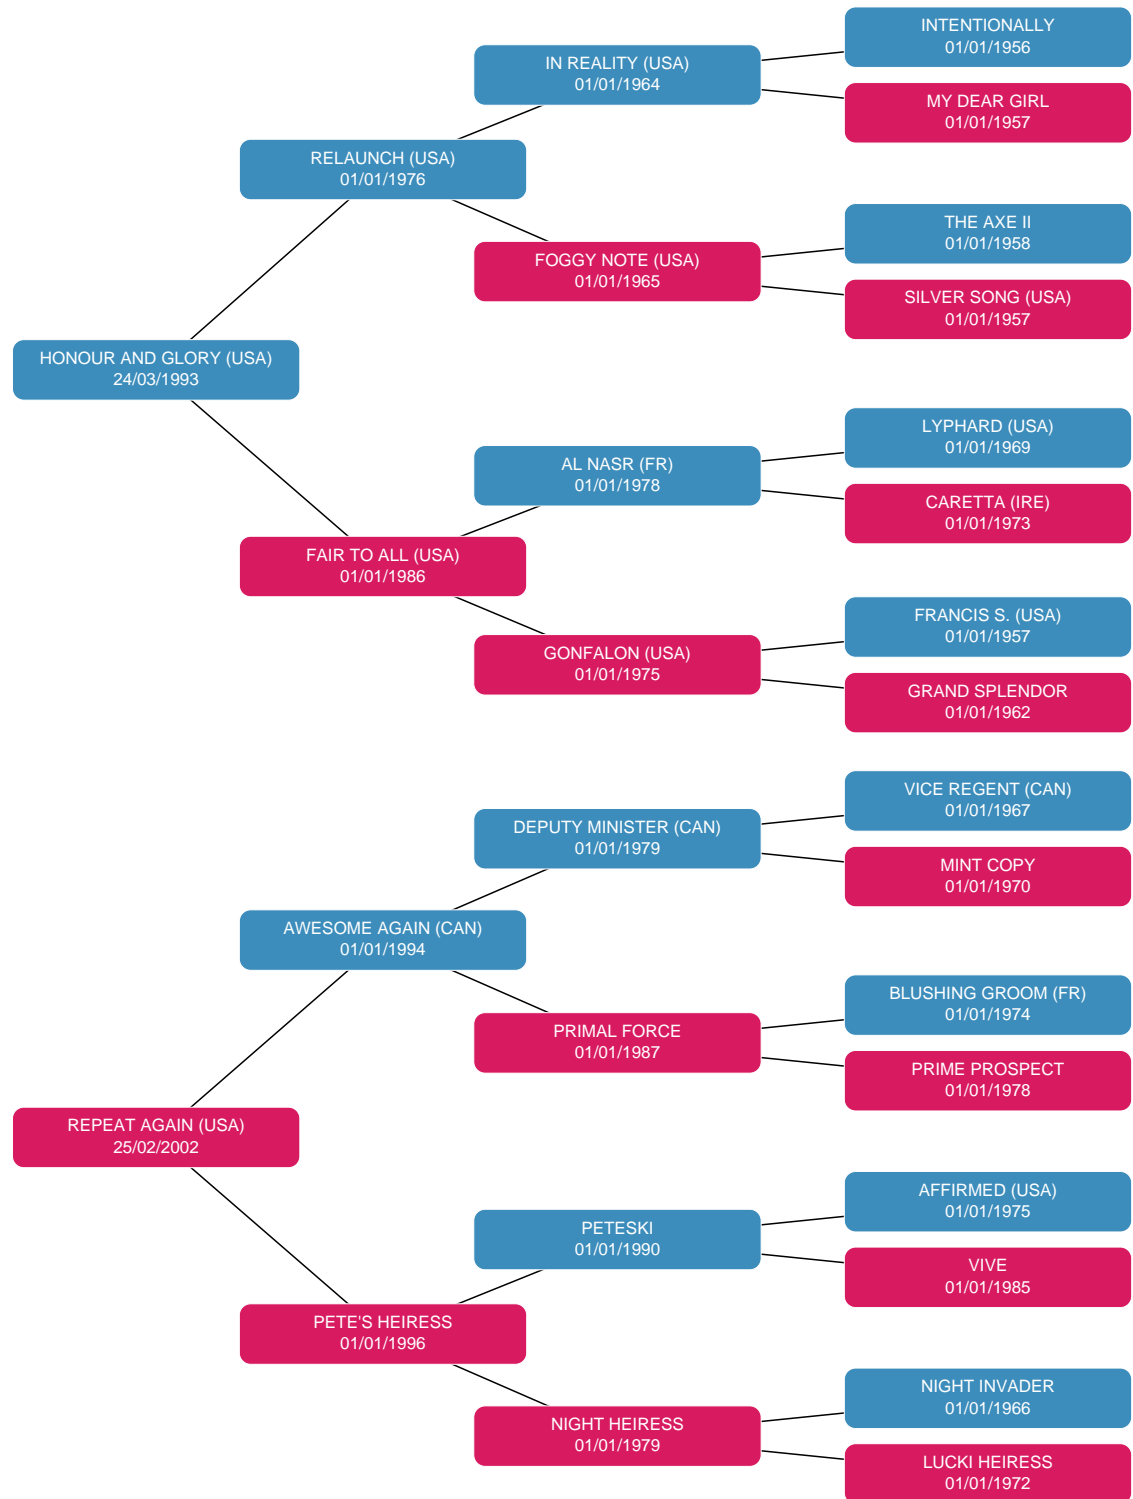 INTENTIONALLY
01/01/1956
IN REALITY (USA)
01/01/1964
MY DEAR GIRL
01/01/1957
RELAUNCH (USA)
01/01/1976
THE AXE II
01/01/1958
FOGGY NOTE (USA)
01/01/1965
SILVER SONG (USA)
01/01/1957
HONOUR AND GLORY (USA)
24/03/1993
LYPHARD (USA)
01/01/1969
AL NASR (FR)
01/01/1978
CARETTA (IRE)
01/01/1973
FAIR TO ALL (USA)
01/01/1986
FRANCIS S. (USA)
01/01/1957
GONFALON (USA)
01/01/1975
GRAND SPLENDOR
01/01/1962
VICE REGENT (CAN)
01/01/1967
DEPUTY MINISTER (CAN)
01/01/1979
MINT COPY
01/01/1970
AWESOME AGAIN (CAN)
01/01/1994
BLUSHING GROOM (FR)
01/01/1974
PRIMAL FORCE
01/01/1987
PRIME PROSPECT
01/01/1978
REPEAT AGAIN (USA)
25/02/2002
AFFIRMED (USA)
01/01/1975
PETESKI
01/01/1990
VIVE
01/01/1985
PETE'S HEIRESS
01/01/1996
NIGHT INVADER
01/01/1966
NIGHT HEIRESS
01/01/1979
LUCKI HEIRESS
01/01/1972